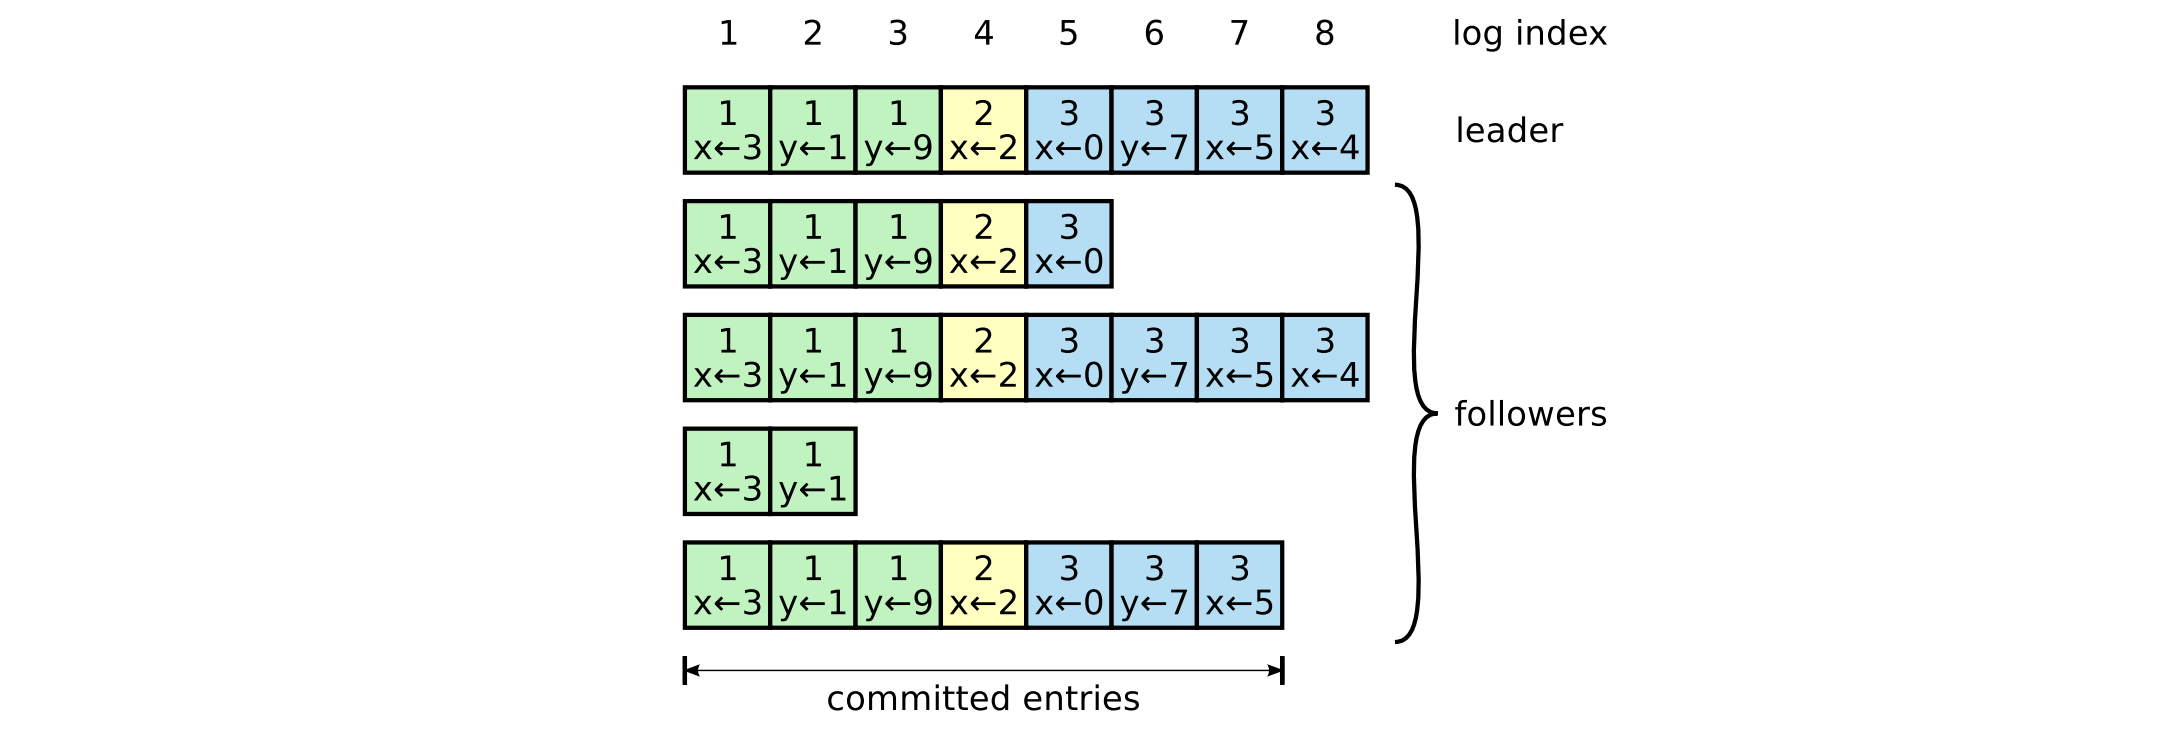 1 2 3 4 5 6 7 8 log index
1 1 1 2 3 3 3 3
x←3 y←1 y←9 x←2 x←0 y←7 x←5 x←4
leader
1 1 1 2 3
x←3 y←1 y←9 x←2 x←0
1 1 1 2 3 3 3 3
x←3 y←1 y←9 x←2 x←0 y←7 x←5 x←4
followers
1 1
x←3 y←1
1 1 1 2 3 3 3
x←3 y←1 y←9 x←2 x←0 y←7 x←5
committed entries